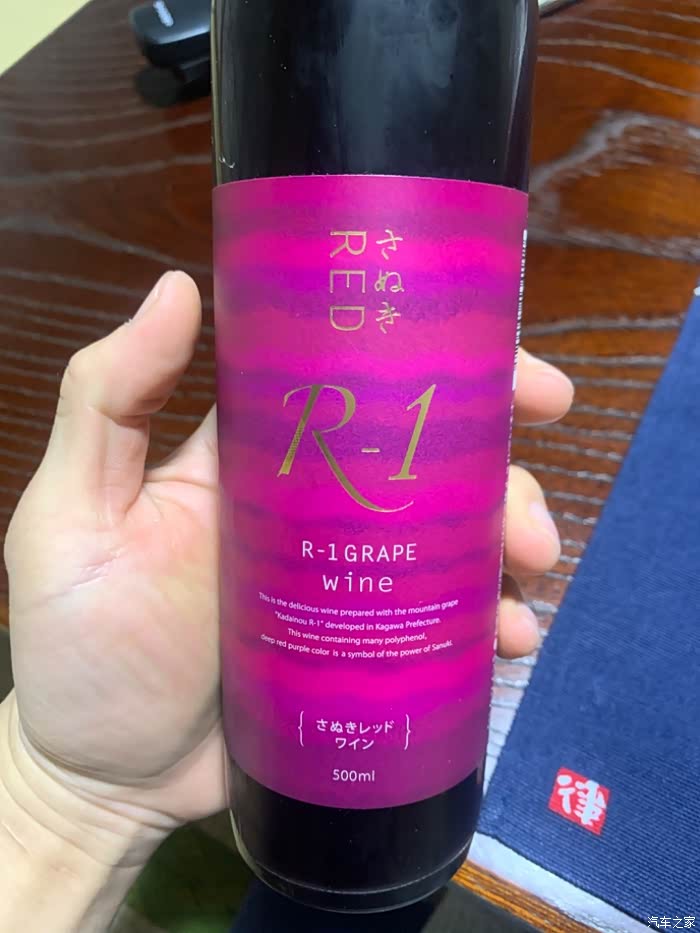 さぬき
RED
R-1
R-1 GRAPE
wine
This is the delicious wine prepared with the mountain grape
"Kadainou R-1" developed in Kagawa Prefecture.
This wine containing many polyphenol,
deep red purple color is a symbol of the power of Sanuki.
{ さぬきレッド
ワイン }
500ml
律
汽车之家